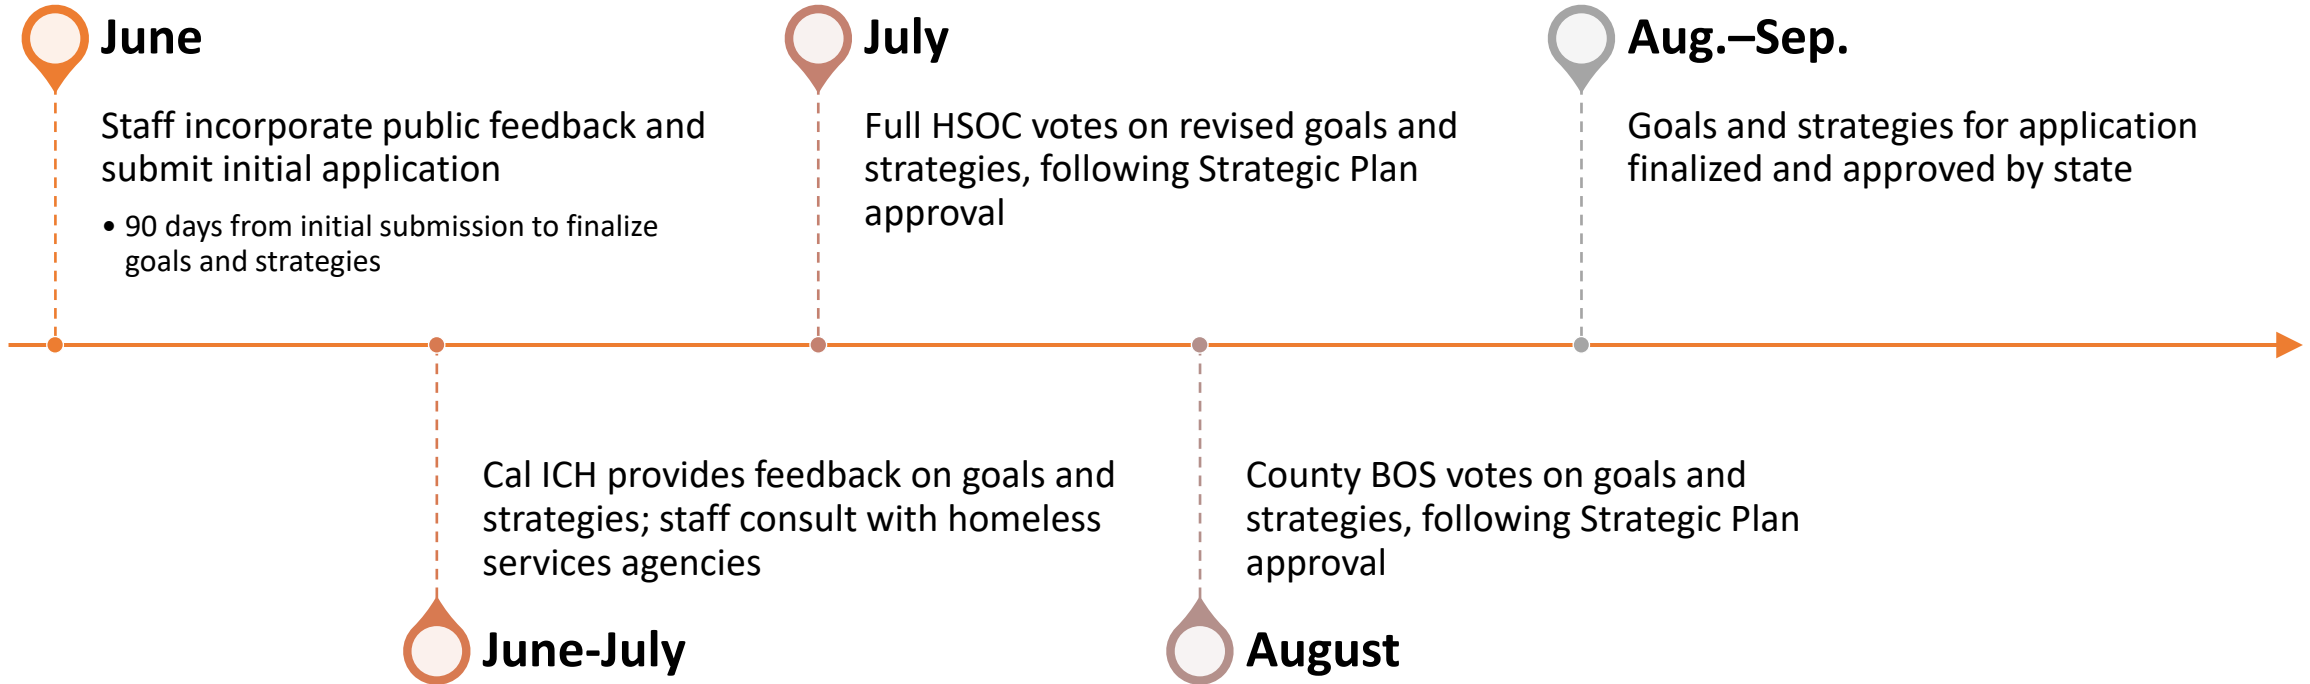 June
Staff incorporate public feedback and
submit initial application
• 90 days from initial submission to finalize
goals and strategies
June-July
Cal ICH provides feedback on goals and
strategies; staff consult with homeless
services agencies
July
Full HSOC votes on revised goals and
strategies, following Strategic Plan
approval
August
County BOS votes on goals and
strategies, following Strategic Plan
approval
Aug.–Sep.
Goals and strategies for application
finalized and approved by state